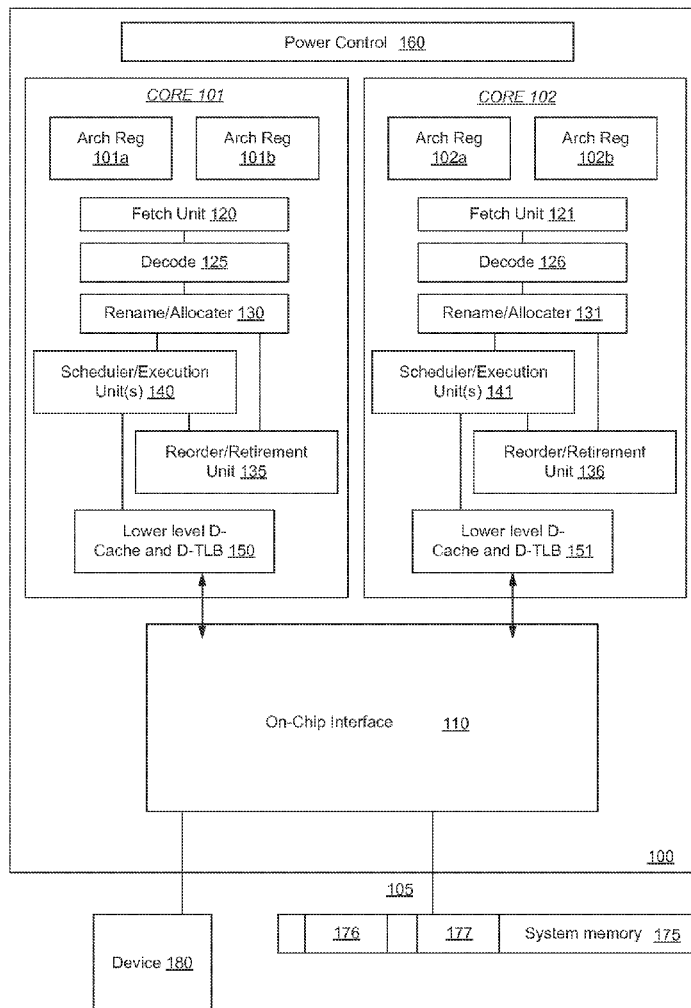 Power Control 160
CORE 101
Arch Reg
101a
Arch Reg
101b
Fetch Unit 120
Decode 125
Rename/Allocater 130
Scheduler/Execution
Unit(s) 140
Reorder/Retirement
Unit 135
Lower level D-
Cache and D-TLB 150
CORE 102
Arch Reg
102a
Arch Reg
102b
Fetch Unit 121
Decode 126
Rename/Allocater 131
Scheduler/Execution
Unit(s) 141
Reorder/Retirement
Unit 136
Lower level D-
Cache and D-TLB 151
On-Chip Interface 110
100
105
Device 180
176
177
System memory 175